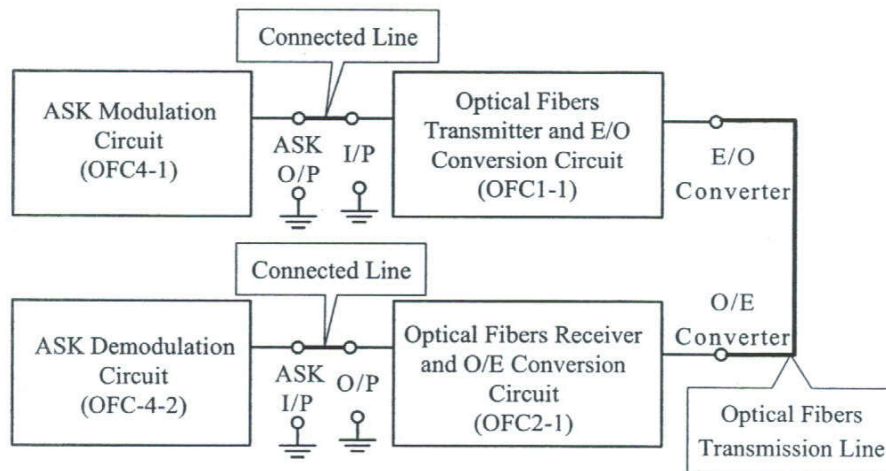 Connected Line
ASK Modulation
Circuit
(OFC4-1)
ASK
O/P
I/P
Optical Fibers
Transmitter and E/O
Conversion Circuit
(OFC1-1)
E/O
Converter
Connected Line
ASK Demodulation
Circuit
(OFC-4-2)
ASK
I/P
O/P
Optical Fibers Receiver
and O/E Conversion
Circuit
(OFC2-1)
O/E
Converter
Optical Fibers
Transmission Line